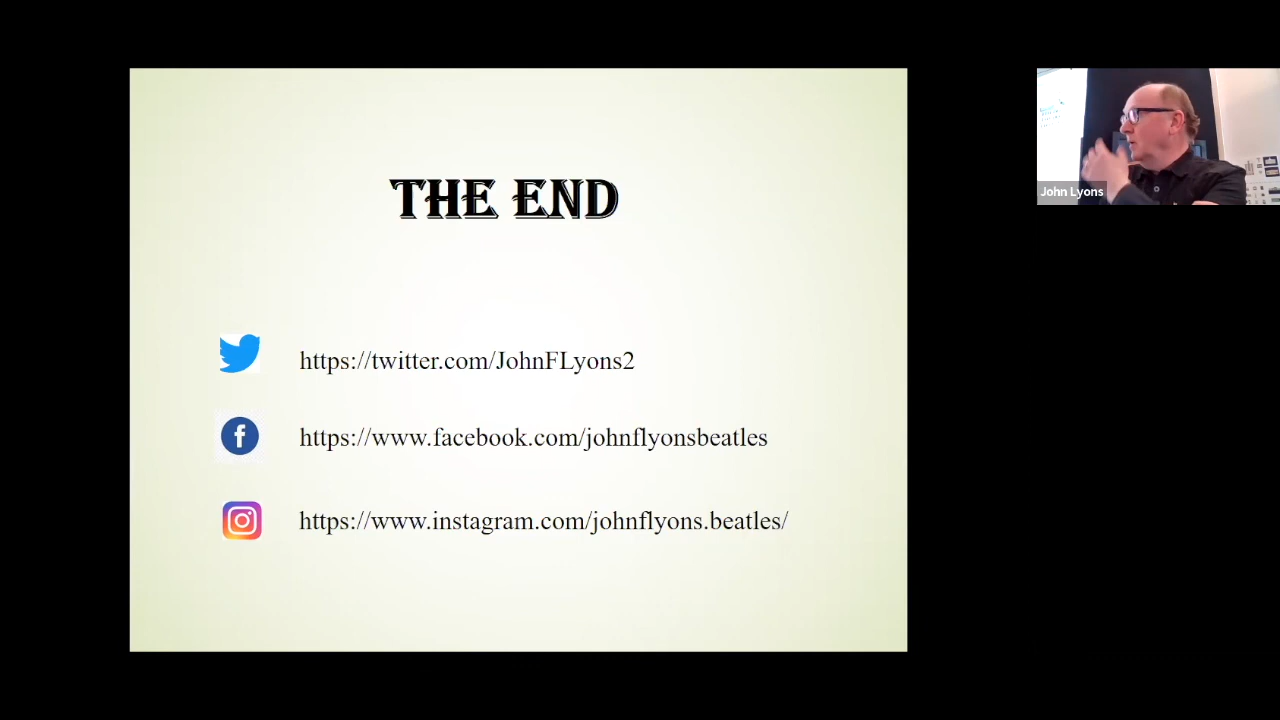 THE END
https://twitter.com/JohnFLyons2
https://www.facebook.com/johnflyonsbeatles
https://www.instagram.com/johnflyons.beatles/
John Lyons